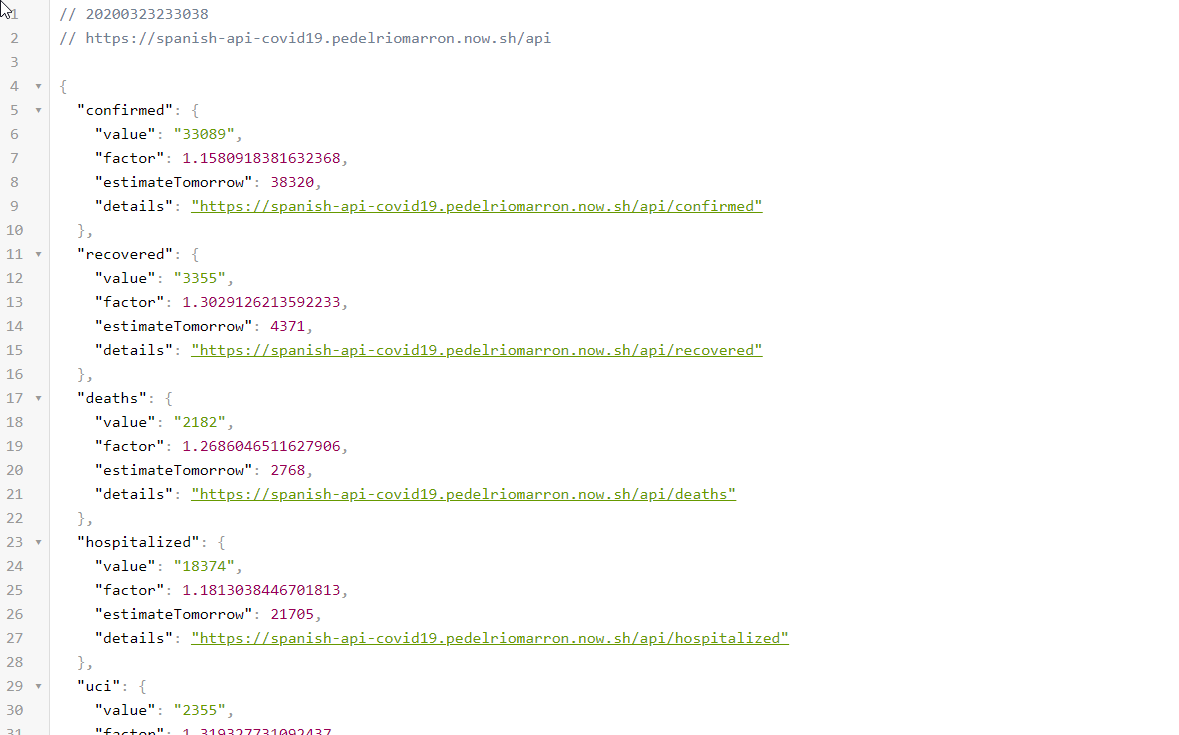 1 // 20200323233038
2 // https://spanish-api-covid19.pedelriomarron.now.sh/api
3
4 {
5 "confirmed": {
6 "value": "33089",
7 "factor": 1.1580918381632368,
8 "estimateTomorrow": 38320,
9 "details": "https://spanish-api-covid19.pedelriomarron.now.sh/api/confirmed"
10 },
11 "recovered": {
12 "value": "3355",
13 "factor": 1.3029126213592233,
14 "estimateTomorrow": 4371,
15 "details": "https://spanish-api-covid19.pedelriomarron.now.sh/api/recovered"
16 },
17 "deaths": {
18 "value": "2182",
19 "factor": 1.2686046511627906,
20 "estimateTomorrow": 2768,
21 "details": "https://spanish-api-covid19.pedelriomarron.now.sh/api/deaths"
22 },
23 "hospitalized": {
24 "value": "18374",
25 "factor": 1.1813038446701813,
26 "estimateTomorrow": 21705,
27 "details": "https://spanish-api-covid19.pedelriomarron.now.sh/api/hospitalized"
28 },
29 "uci": {
30 "value": "2355",
31 "factor": 1.319327731092437